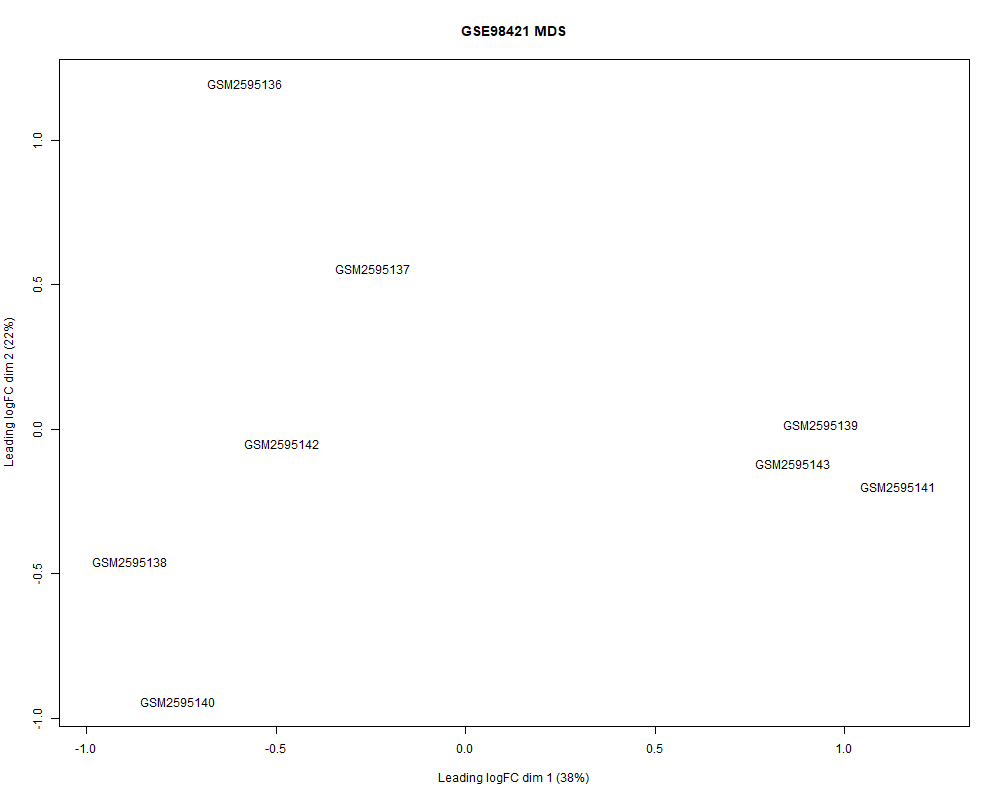 GSE98421 MDS
GSM2595136
1.0
GSM2595137
0.5
Leading logFC dim 2 (22%)
GSM2595139
0.0
GSM2595142
GSM2595143
GSM2595141
GSM2595138
-0.5
GSM2595140
-1.0
-1.0 -0.5 0.0 0.5 1.0
Leading logFC dim 1 (38%)